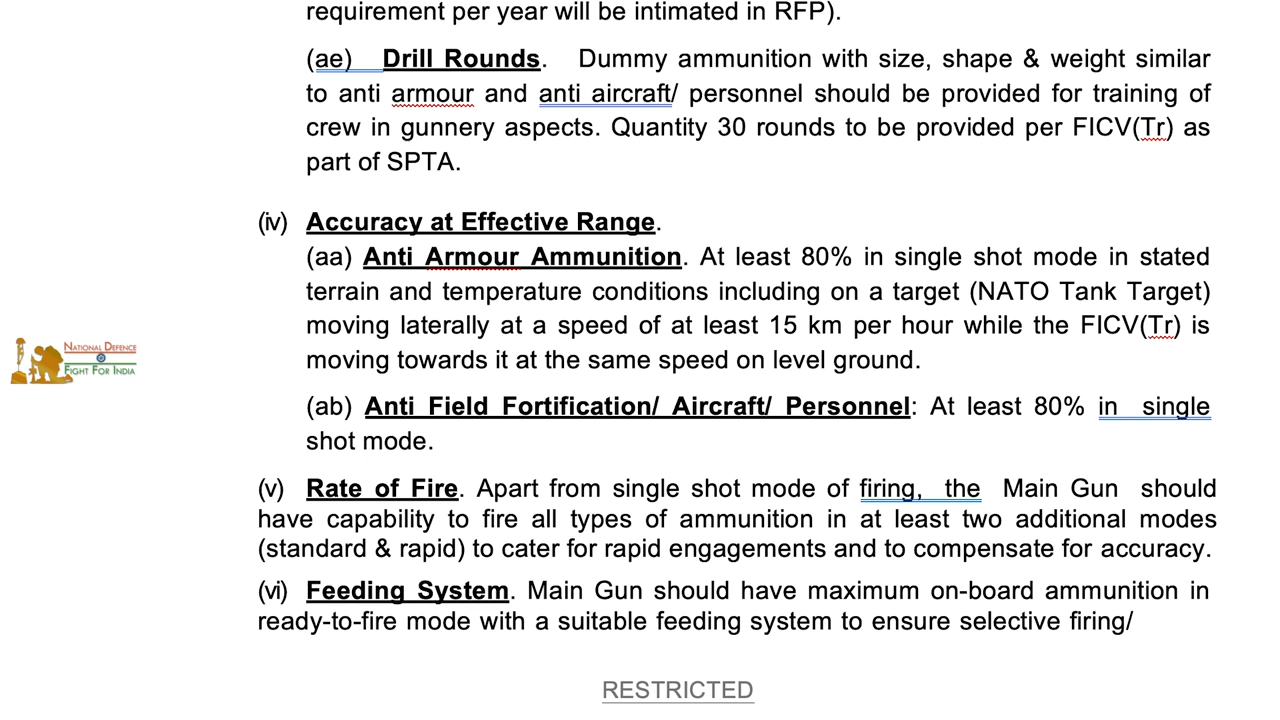 requirement per year will be intimated in RFP).
(ae) Drill Rounds. Dummy ammunition with size, shape & weight similar
to anti armour and anti aircraft/ personnel should be provided for training of
crew in gunnery aspects. Quantity 30 rounds to be provided per FICV(Tr) as
part of SPTA.
(iv) Accuracy at Effective Range.
(aa) Anti Armour Ammunition. At least 80% in single shot mode in stated
terrain and temperature conditions including on a target (NATO Tank Target)
moving laterally at a speed of at least 15 km per hour while the FICV(Tr) is
moving towards it at the same speed on level ground.
NATIONAL DEFENCE
FIGHT FOR INDIA
(ab) Anti Field Fortification/ Aircraft/ Personnel: At least 80% in single
shot mode.
(v) Rate of Fire. Apart from single shot mode of firing, the Main Gun should
have capability to fire all types of ammunition in at least two additional modes
(standard & rapid) to cater for rapid engagements and to compensate for accuracy.
(vi) Feeding System. Main Gun should have maximum on-board ammunition in
ready-to-fire mode with a suitable feeding system to ensure selective firing/
RESTRICTED